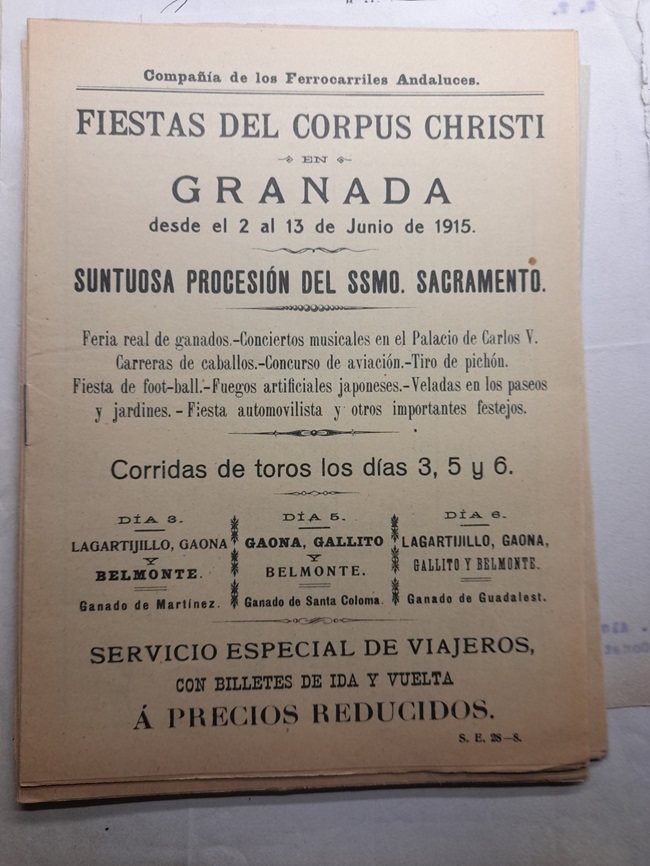 Compañía de los Ferrocarriles Andaluces.
FIESTAS DEL CORPUS CHRISTI
EN
GRANADA
desde el 2 al 13 de Junio de 1915.
SUNTUOSA PROCESIÓN DEL SSMO. SACRAMENTO.
Feria real de ganados.-Conciertos musicales en el Palacio de Carlos V.
Carreras de caballos.-Concurso de aviación.-Tiro de pichón.
Fiesta de foot-ball.-Fuegos artificiales japoneses.-Veladas en los paseos
y jardines. - Fiesta automovilista y otros importantes festejos.
Corridas de toros los días 3, 5 y 6.
DÍA 3.
LAGARTIJILLO, GAONA
Y
BELMONTE.
Ganado de Martínez.
DÍA 5.
GAONA, GALLITO
Y
BELMONTE.
Ganado de Santa Coloma.
DÍA 6.
LAGARTIJILLO, GAONA,
GALLITO Y BELMONTE.
Ganado de Guadalest.
SERVICIO ESPECIAL DE VIAJEROS,
CON BILLETES DE IDA Y VUELTA
Á PRECIOS REDUCIDOS.
S. E. 28-S.